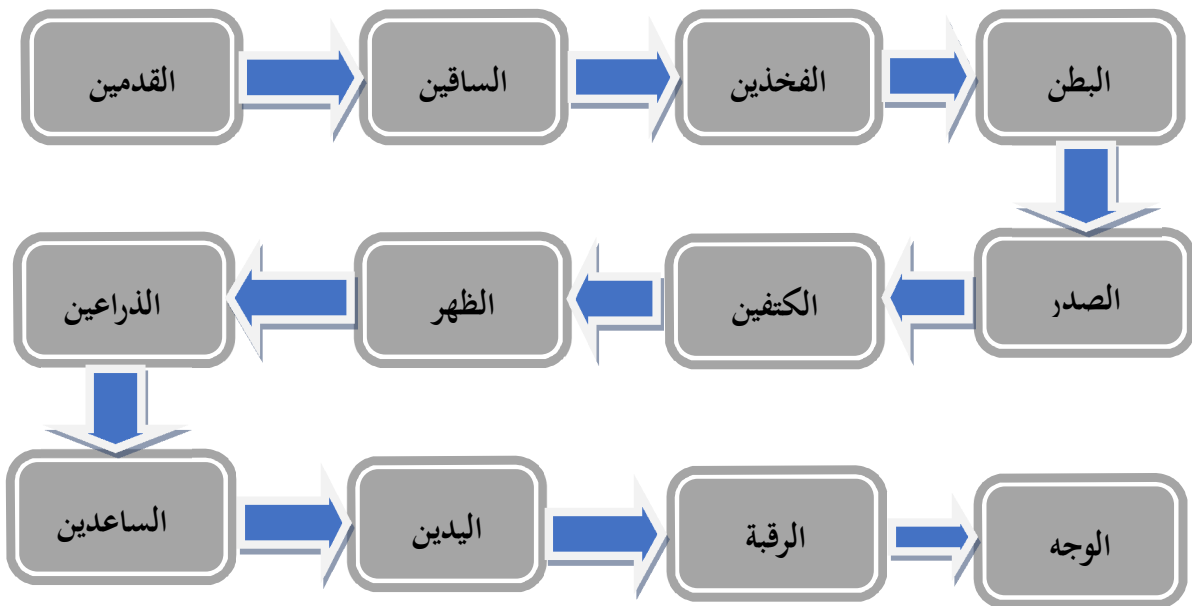 القدمين
الساقين
الفخذين
البطن
الصدر
الكتفين
الظهر
الذراعين
الساعدين
اليدين
الرقبة
الوجه